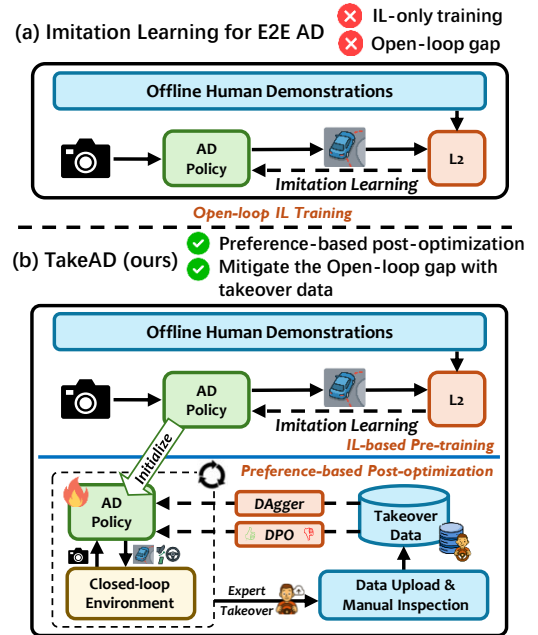 (a) Imitation Learning for E2E AD
IL-only training
Open-loop gap
Offline Human Demonstrations
AD
Policy
L2
Imitation Learning
Open-loop IL Training
(b) TakeAD (ours)
Preference-based post-optimization
Mitigate the Open-loop gap with
takeover data
Offline Human Demonstrations
AD
Policy
L2
Imitation Learning
IL-based Pre-training
Initialize
Preference-based Post-optimization
AD
Policy
DAgger
DPO
Takeover
Data
Closed-loop
Environment
Expert
Takeover
Data Upload &
Manual Inspection